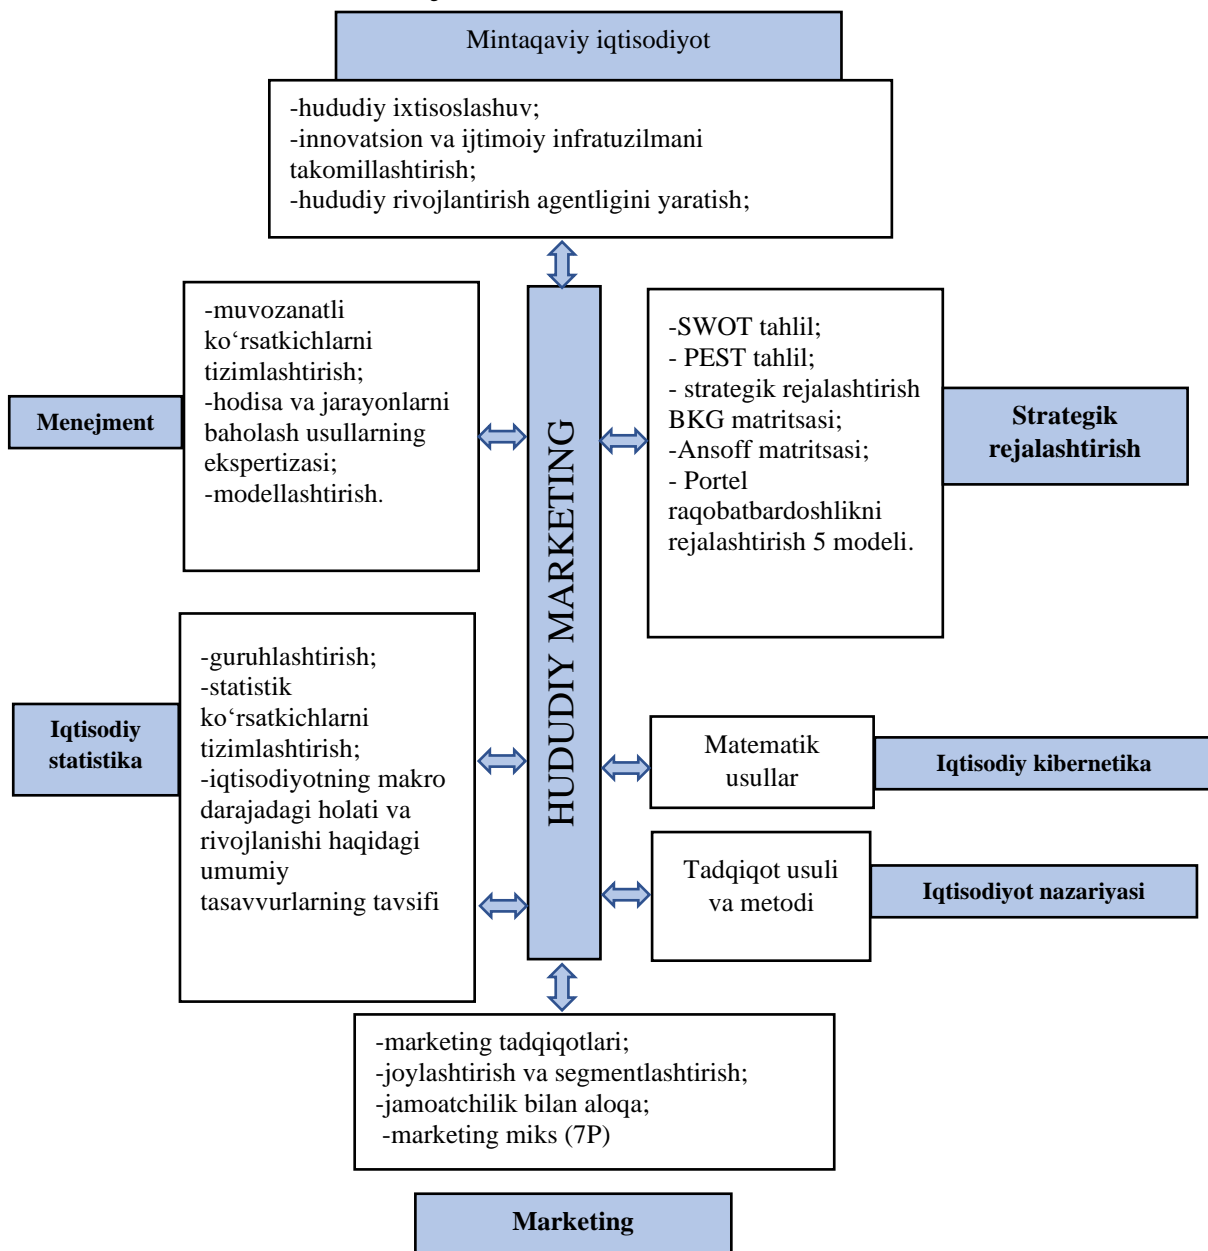 Mintaqaviy iqtisodiyot
-hududiy ixtisoslashuv;
-innovatsion va ijtimoiy infratuzilmani
takomillashtirish;
-hududiy rivojlantirish agentligini yaratish;
Menejment
-muvozanatli
ko‘rsatkichlarni
tizimlashtirish;
-hodisa va jarayonlarni
baholash usullarning
ekspertizasi;
-modellashtirish.
HUDUDIY MARKETING
-SWOT tahlil;
- PEST tahlil;
- strategik rejalashtirish
BKG matritsasi;
-Ansoff matritsasi;
- Portel
raqobatbardoshlikni
rejalashtirish 5 modeli.
Strategik
rejalashtirish
Iqtisodiy
statistika
-guruhlashtirish;
-statistik
ko‘rsatkichlarni
tizimlashtirish;
-iqtisodiyotning makro
darajadagi holati va
rivojlanishi haqidagi
umumiy
tasavvurlarning tavsifi
Matematik
usullar
Iqtisodiy kibernetika
Tadqiqot usuli
va metodi
Iqtisodiyot nazariyasi
-marketing tadqiqotlari;
-joylashtirish va segmentlashtirish;
-jamoatchilik bilan aloqa;
-marketing miks (7P)
Marketing